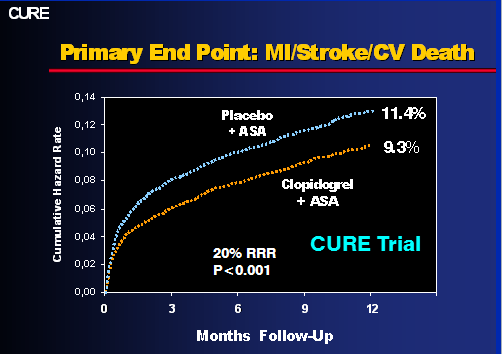 CURE
Primary End Point: MI/Stroke/CV Death
0,14
0,12
0,10
0,08
0,06
0,04
0,02
0,00
Cumulative Hazard Rate
Placebo
+ ASA
11.4%
9.3%
Clopidogrel
+ ASA
20% RRR
P<0.001
CURE Trial
0
3
6
9
12
Months Follow-Up